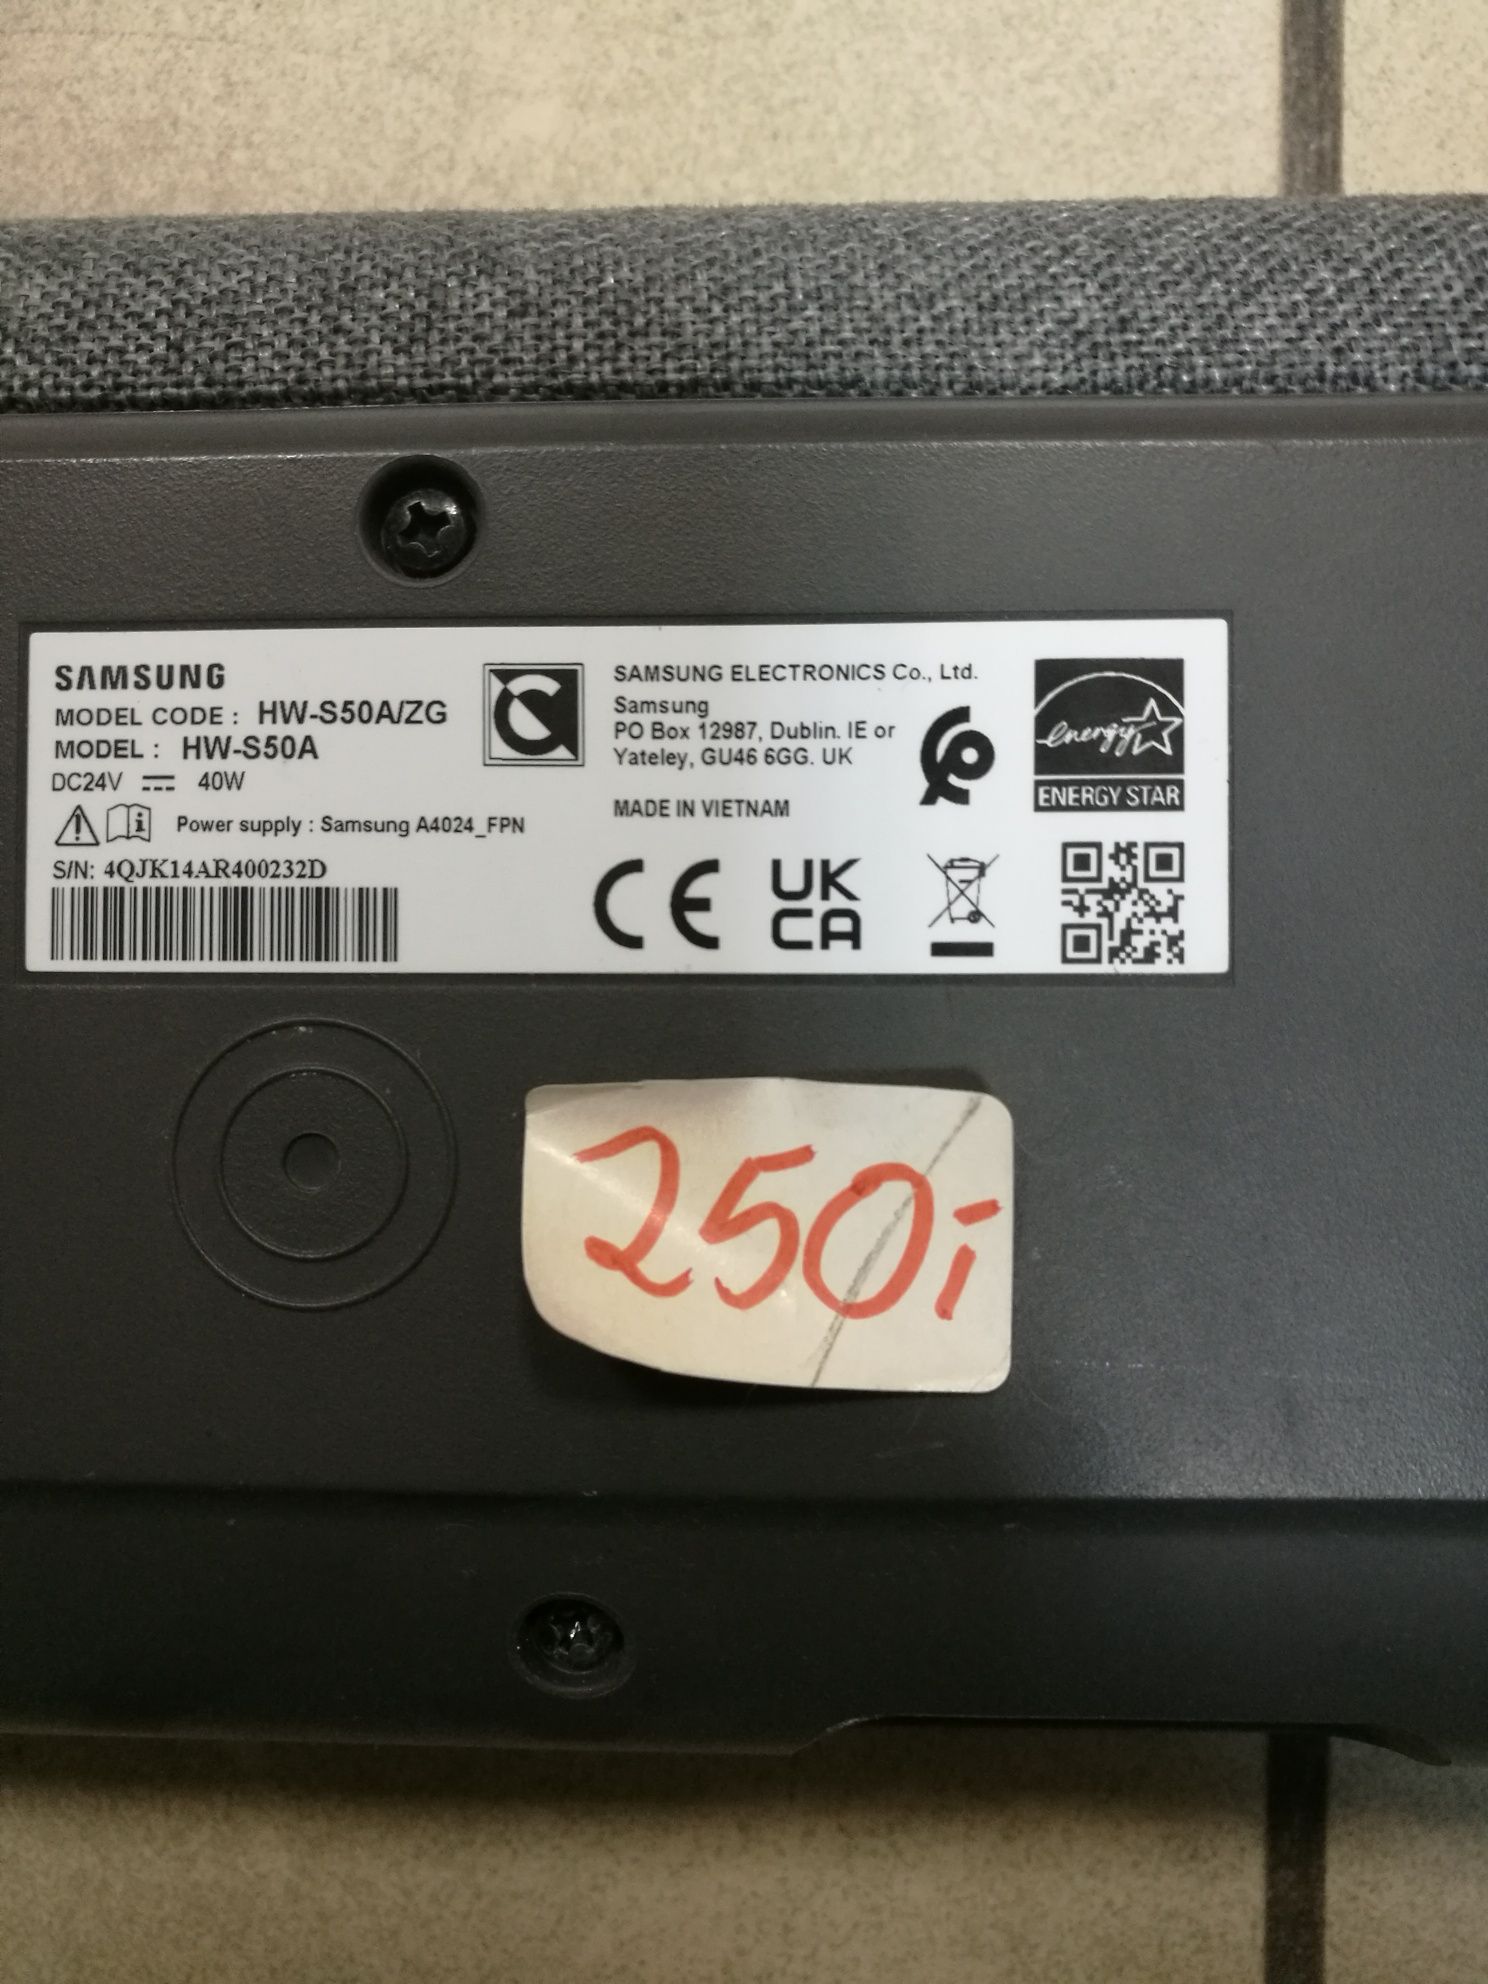 SAMSUNG
MODEL CODE : HW-S50A/ZG
MODEL : HW-S50A
DC24V ⎓ 40W
Power supply : Samsung A4024_FPN
S/N: 4QJK14AR400232D
SAMSUNG ELECTRONICS Co., Ltd.
Samsung
PO Box 12987, Dublin. IE or
Yateley, GU46 6GG. UK
MADE IN VIETNAM
CE
UK
CA
energy
ENERGY STAR
250,-